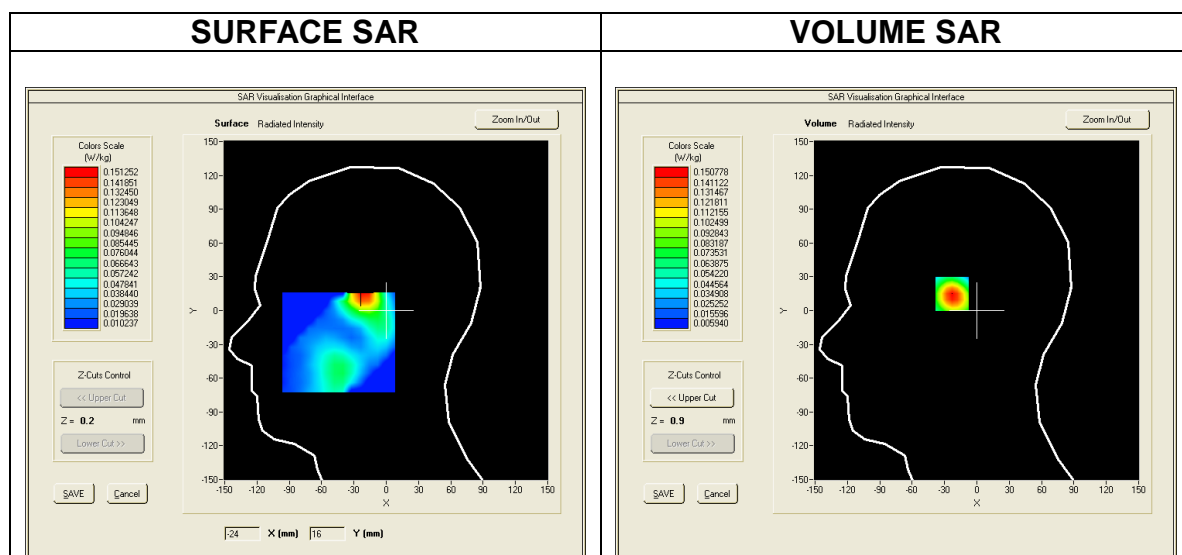 SURFACE SAR
VOLUME SAR
SAR Visualisation Graphical Interface
Surface Radiated Intensity
Zoom In/Out
Colors Scale
(W/kg)
0.151252
0.141851
0.132450
0.123049
0.113648
0.104247
0.094846
0.085445
0.076044
0.066643
0.057242
0.047841
0.038440
0.029039
0.019638
0.010237
150
120
90
60
30
0
-30
-60
-90
-120
-150
Y
-150 -120 -90 -60 -30 0 30 60 90 120 150
X
Z-Cuts Control
<< Upper Cut
Z = 0.2 mm
Lower Cut >>
SAVE Cancel
-24 X (mm) 16 Y (mm)
SAR Visualisation Graphical Interface
Volume Radiated Intensity
Zoom In/Out
Colors Scale
(W/kg)
0.150778
0.141122
0.131467
0.121811
0.112155
0.102499
0.092843
0.083187
0.073531
0.063875
0.054220
0.044564
0.034908
0.025252
0.015596
0.005940
150
120
90
60
30
0
-30
-60
-90
-120
-150
Y
-150 -120 -90 -60 -30 0 30 60 90 120 150
X
Z-Cuts Control
<< Upper Cut
Z = 0.9 mm
Lower Cut >>
SAVE Cancel